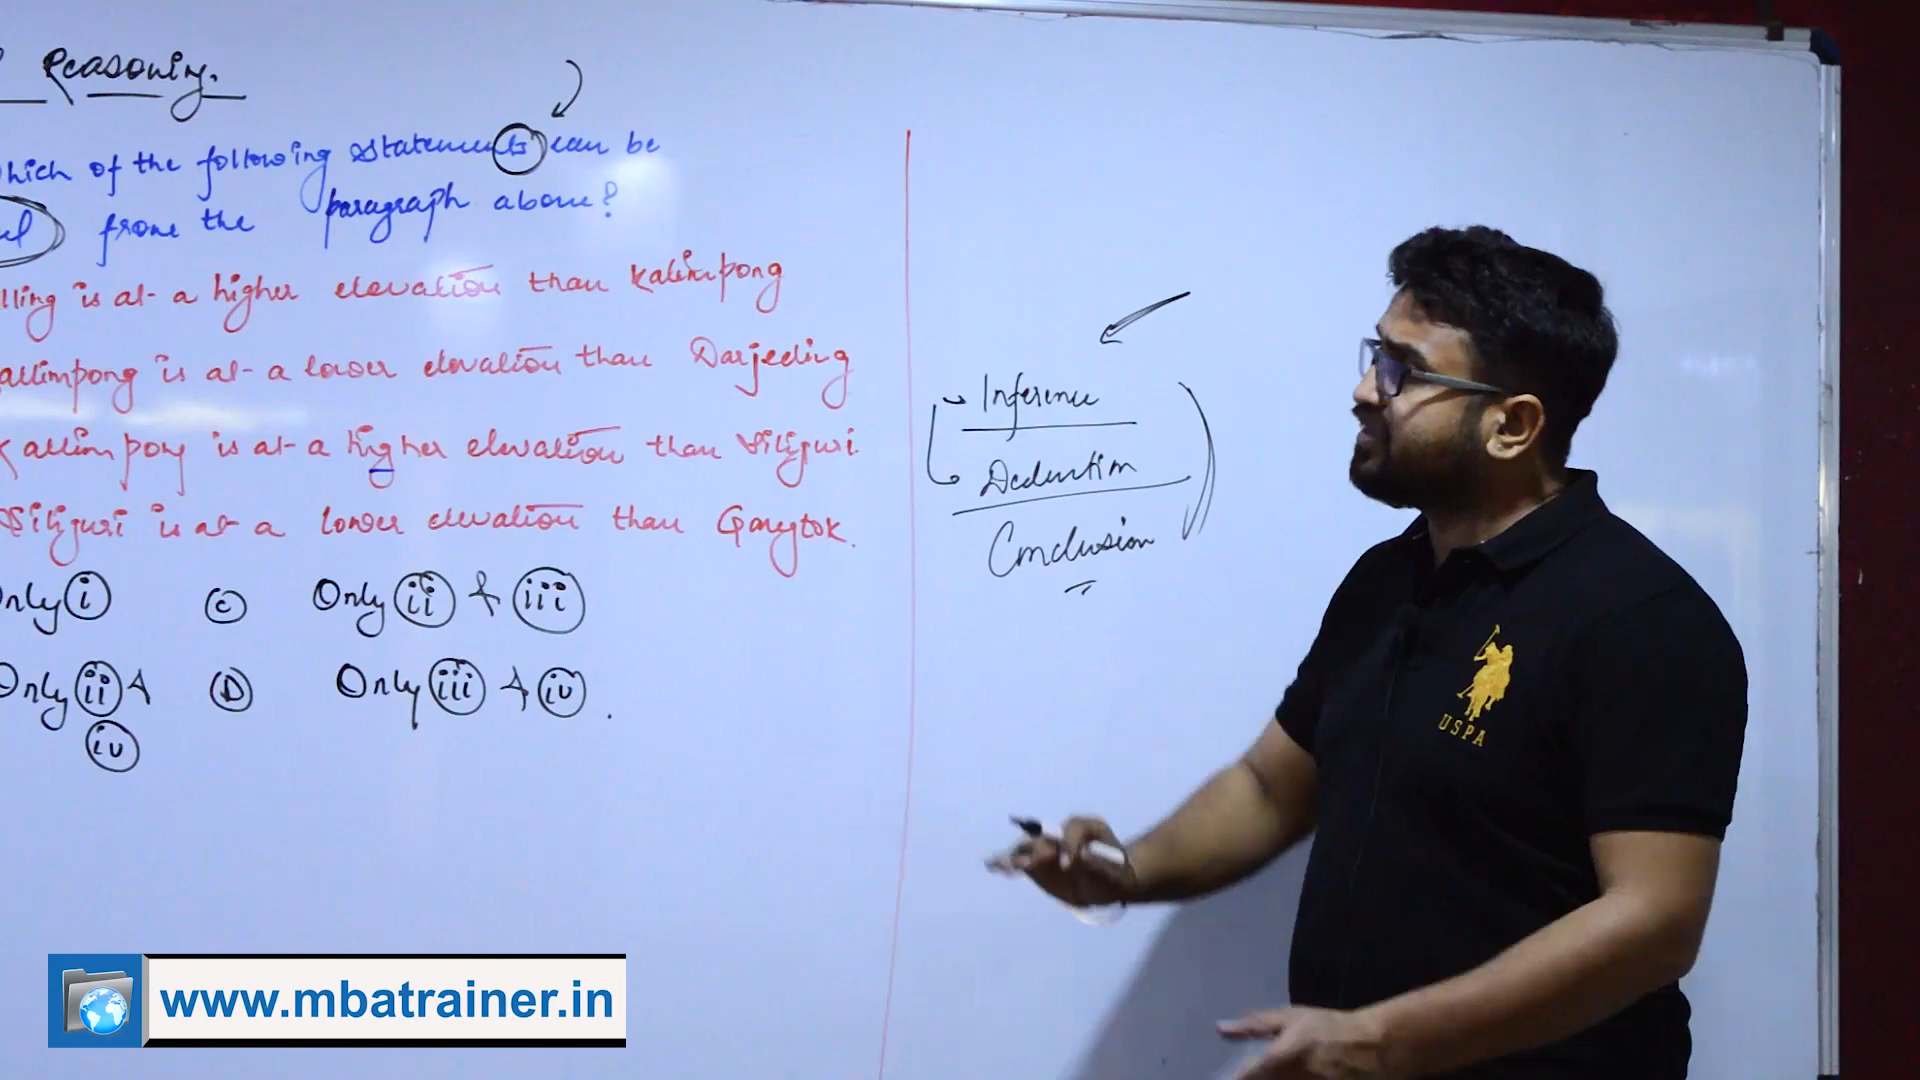 Reasoning.
hich of the following statements can be
from the paragraph above?
lling is at a higher elevation than Kalimpong
allimpong is at a lower elevation than Darjeeling
Kallimpong is at a higher elevation than Siliguri.
Siliguri is at a lower elevation than Gangtok.
Only i C Only ii & iii
Only ii & D Only iii & iv.
iv
Inference
Deduction
Conclusion
USPA
www.mbatrainer.in